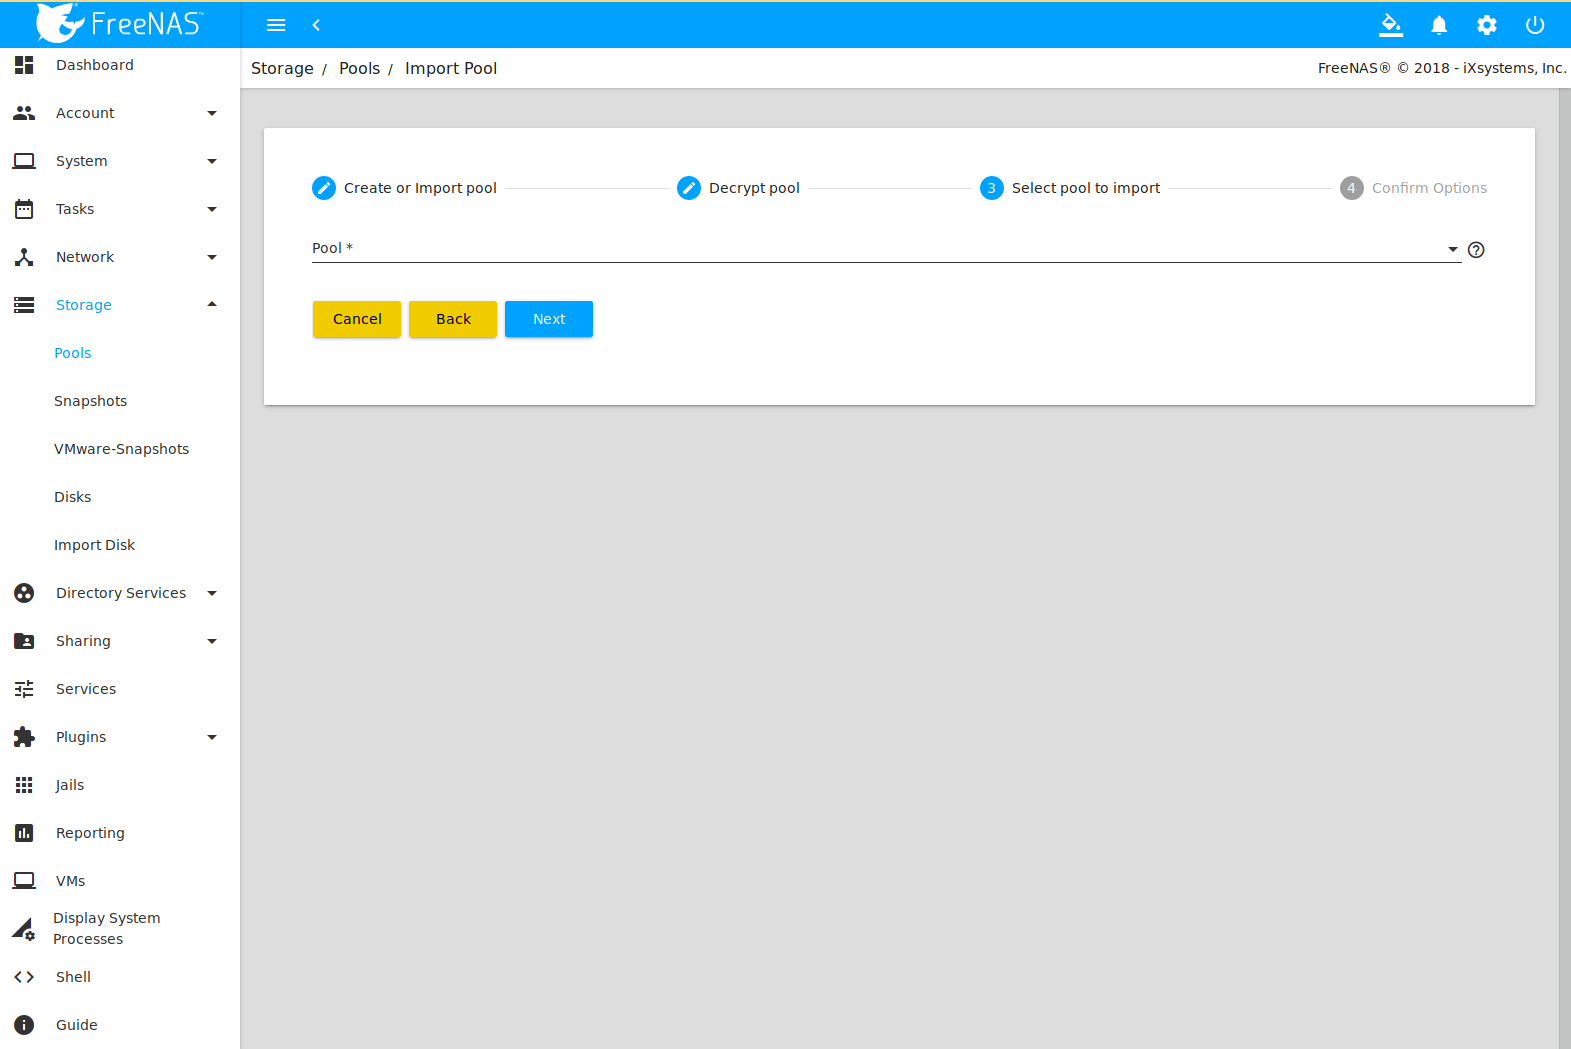 FreeNAS™
Storage / Pools / Import Pool
FreeNAS® © 2018 - iXsystems, Inc.
Dashboard
Account
System
Tasks
Network
Storage
Pools
Snapshots
VMware-Snapshots
Disks
Import Disk
Directory Services
Sharing
Services
Plugins
Jails
Reporting
VMs
Display System
Processes
Shell
Guide
Create or Import pool
Decrypt pool
3 Select pool to import
4 Confirm Options
Pool *
Cancel Back Next